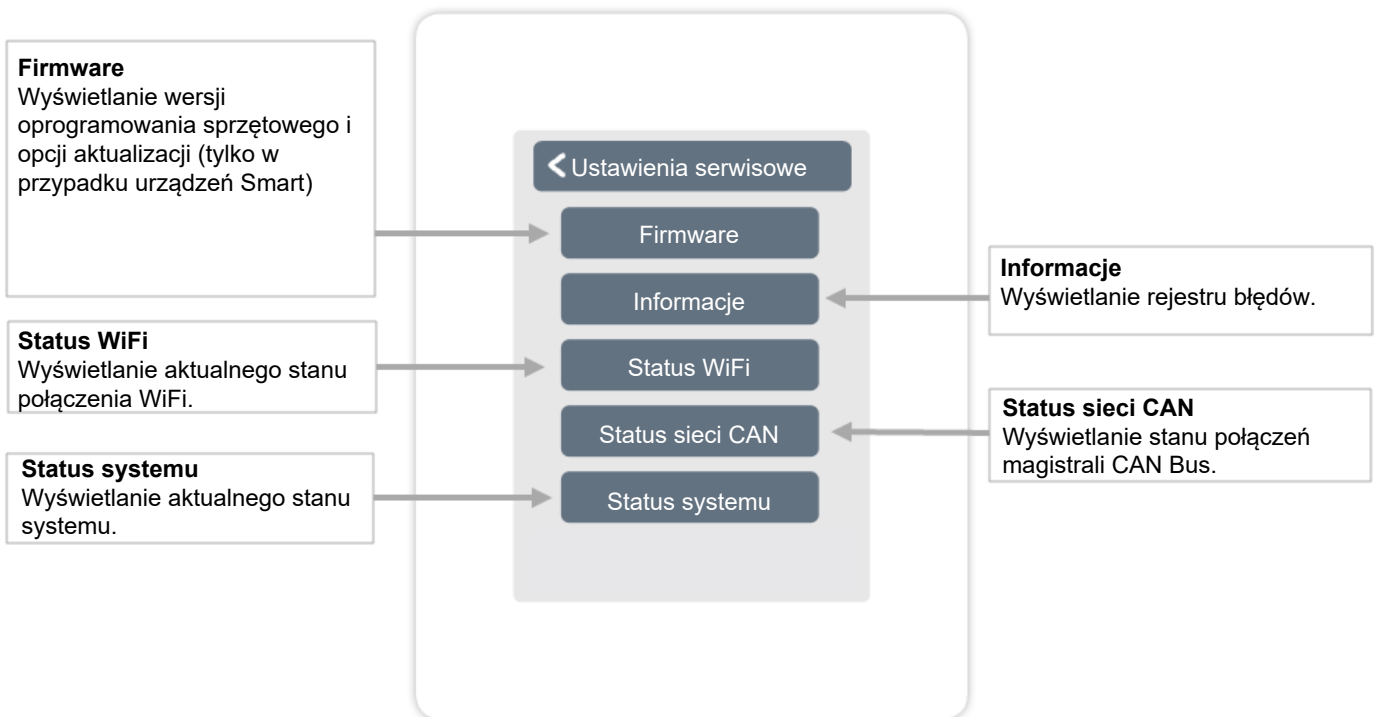 Firmware
Wyświetlanie wersji
oprogramowania sprzętowego i
opcji aktualizacji (tylko w
przypadku urządzeń Smart)
Status WiFi
Wyświetlanie aktualnego stanu
połączenia WiFi.
Status systemu
Wyświetlanie aktualnego stanu
systemu.
Ustawienia serwisowe
Firmware
Informacje
Status WiFi
Status sieci CAN
Status systemu
Informacje
Wyświetlanie rejestru błędów.
Status sieci CAN
Wyświetlanie stanu połączeń
magistrali CAN Bus.